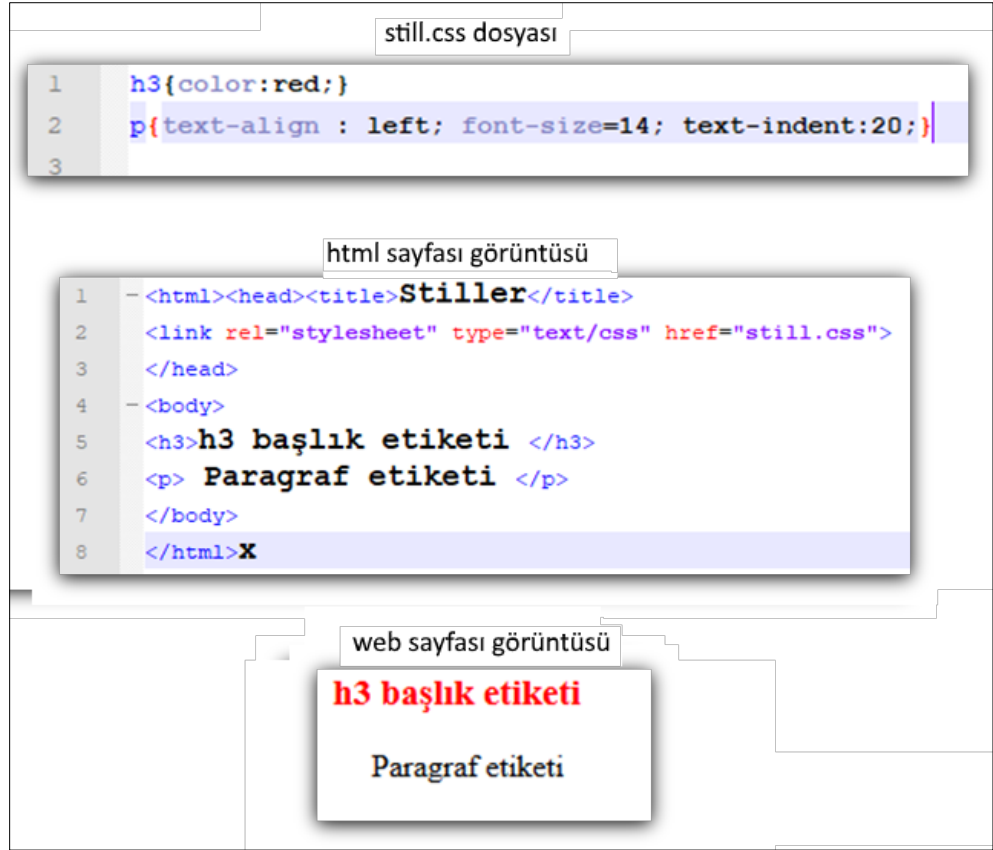 still.css dosyası
1 h3{color:red;}
2 p{text-align : left; font-size=14; text-indent:20;}
3
html sayfası görüntüsü
1 <html><head><title>Stiller</title>
2 <link rel="stylesheet" type="text/css" href="still.css">
3 </head>
4 <body>
5 <h3>h3 başlık etiketi </h3>
6 <p> Paragraf etiketi </p>
7 </body>
8 </html>X
web sayfası görüntüsü
h3 başlık etiketi
Paragraf etiketi